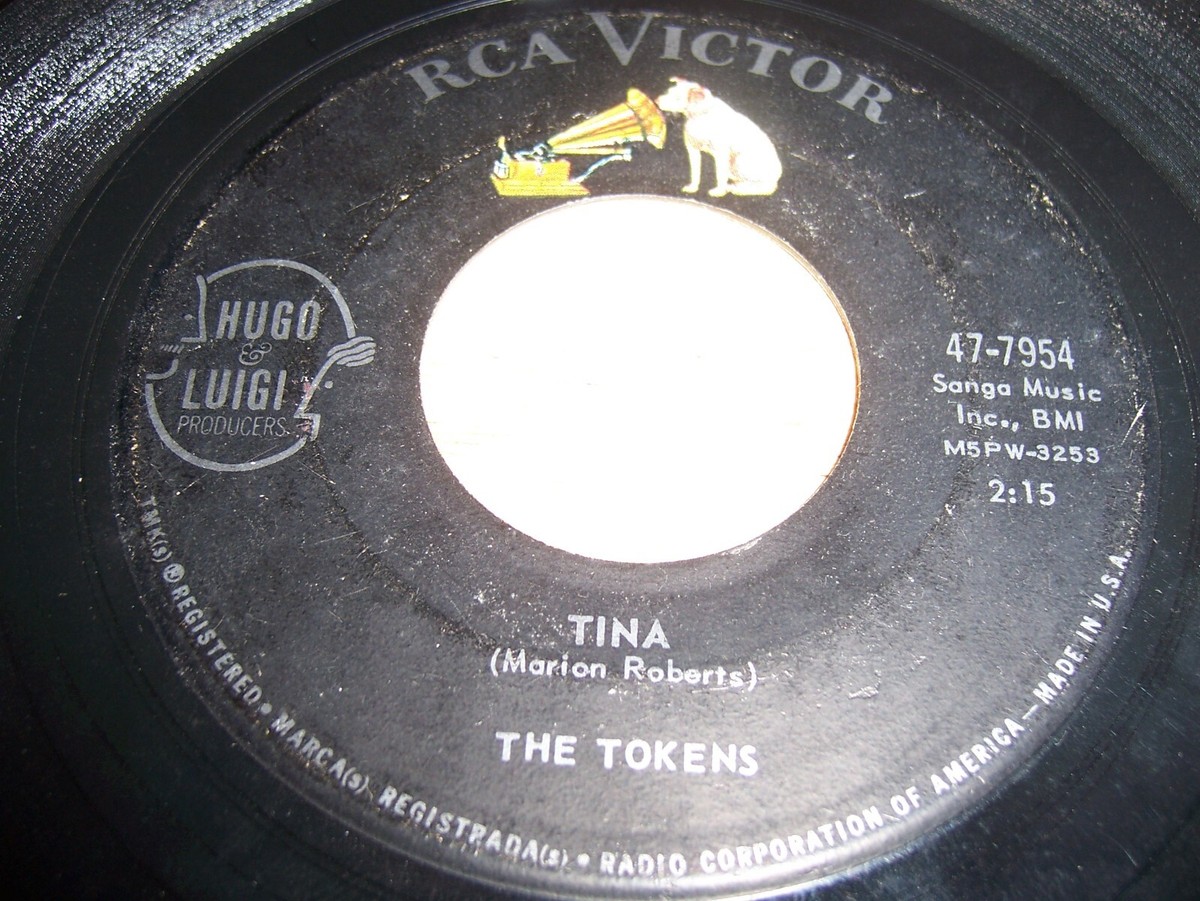 RCA VICTOR
HUGO
&
LUIGI
PRODUCERS
47-7954
Sanga Music
Inc., BMI
M5PW-3253
2:15
TINA
(Marion Roberts)
THE TOKENS
TMK(s) ® REGISTERED • MARCA(s) REGISTRADA(s) • RADIO CORPORATION OF AMERICA — MADE IN U.S.A.